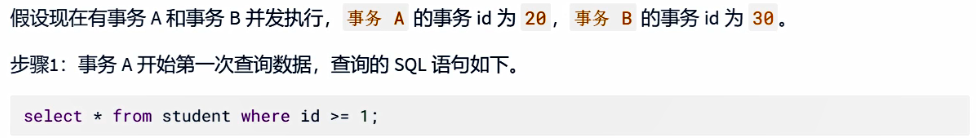 假设现在有事务 A 和事务 B 并发执行，事务 A 的事务 id 为 20，事务 B 的事务 id 为 30。
步骤1：事务 A 开始第一次查询数据，查询的 SQL 语句如下。
select * from student where id >= 1;